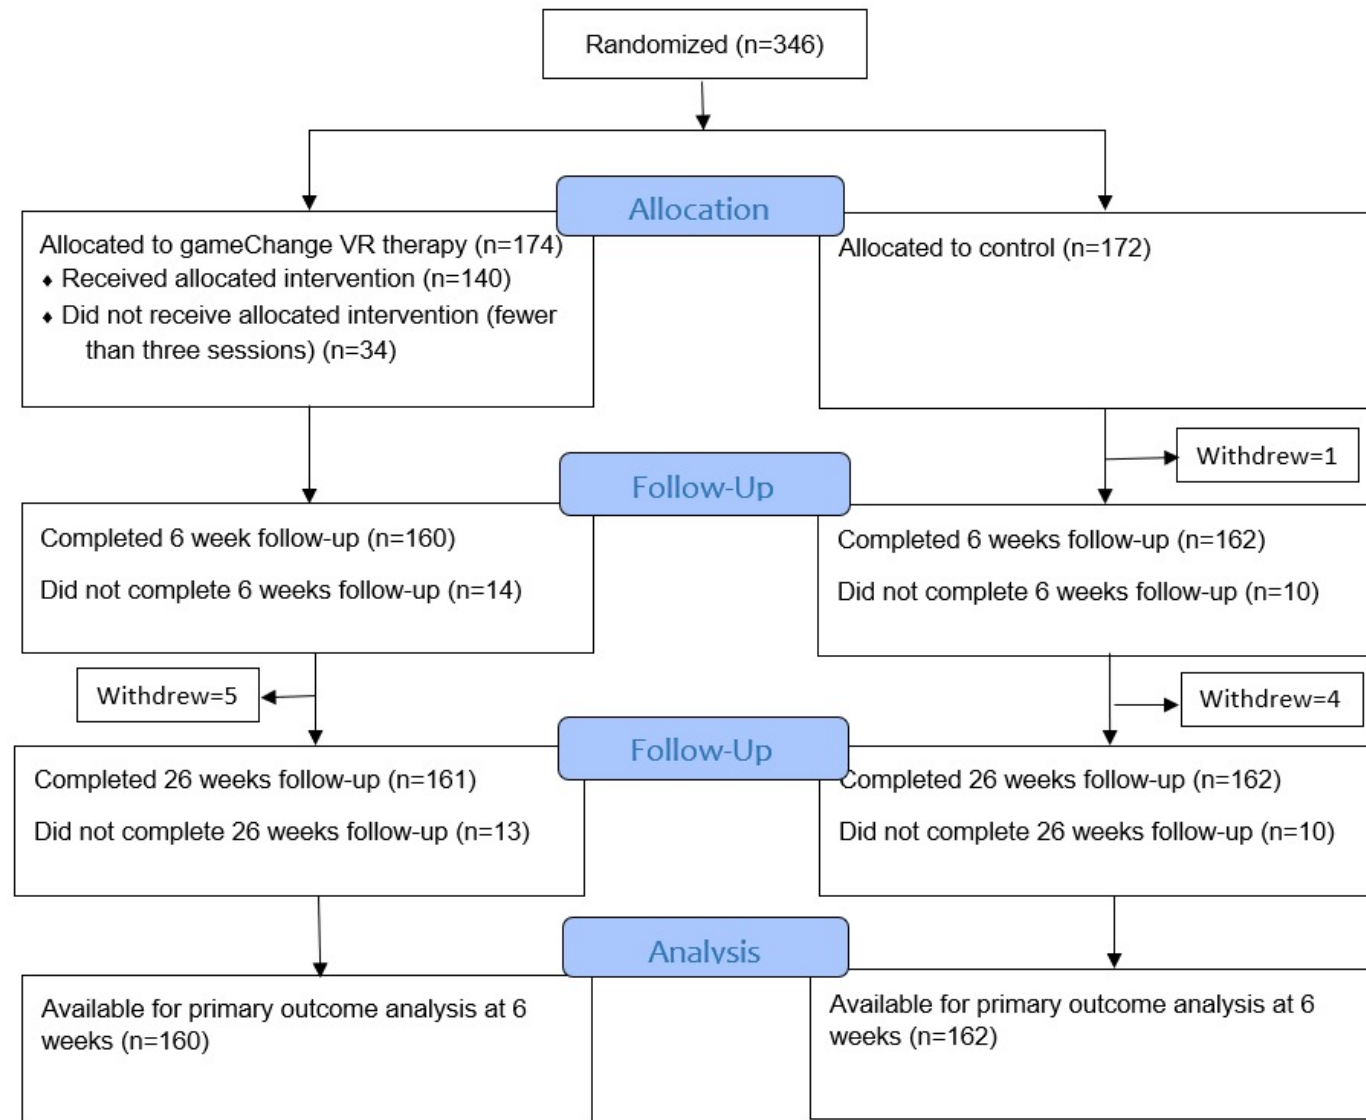 Randomized (n=346)
Allocation
Allocated to gameChange VR therapy (n=174)
⬧ Received allocated intervention (n=140)
⬧ Did not receive allocated intervention (fewer
than three sessions) (n=34)
Allocated to control (n=172)
Withdrew=1
Follow-Up
Completed 6 week follow-up (n=160)
Did not complete 6 weeks follow-up (n=14)
Completed 6 weeks follow-up (n=162)
Did not complete 6 weeks follow-up (n=10)
Withdrew=5
Withdrew=4
Follow-Up
Completed 26 weeks follow-up (n=161)
Did not complete 26 weeks follow-up (n=13)
Completed 26 weeks follow-up (n=162)
Did not complete 26 weeks follow-up (n=10)
Analysis
Available for primary outcome analysis at 6
weeks (n=160)
Available for primary outcome analysis at 6
weeks (n=162)